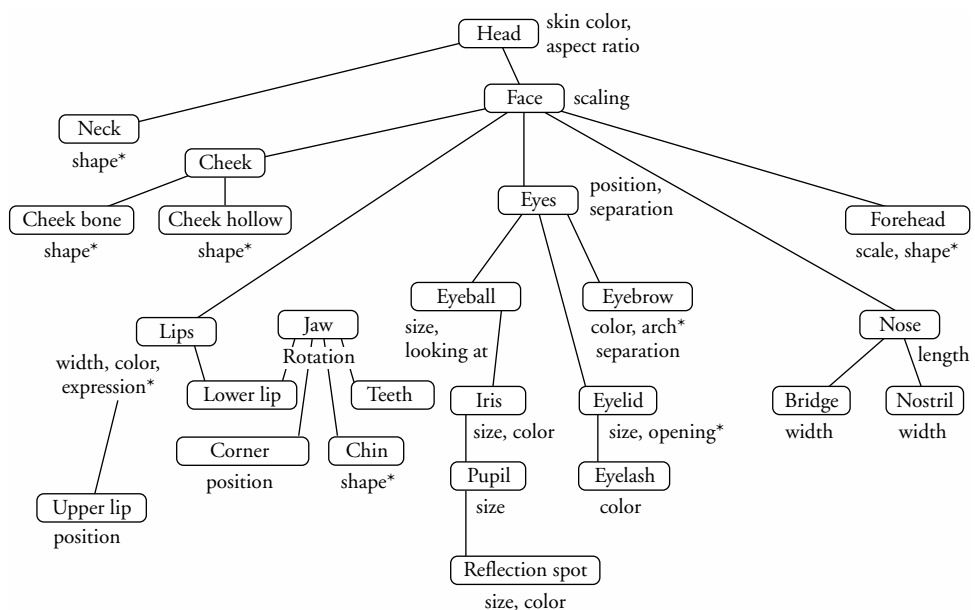 Head
skin color,
aspect ratio
Face
scaling
Neck
shape*
Cheek
Cheek bone
shape*
Cheek hollow
shape*
Eyes
position,
separation
Forehead
scale, shape*
Eyeball
size,
looking at
Eyebrow
color, arch*
separation
Lips
width, color,
expression*
Jaw
Rotation
Nose
length
Lower lip
Teeth
Iris
size, color
Eyelid
size, opening*
Bridge
width
Nostril
width
Corner
position
Chin
shape*
Pupil
size
Eyelash
color
Upper lip
position
Reflection spot
size, color